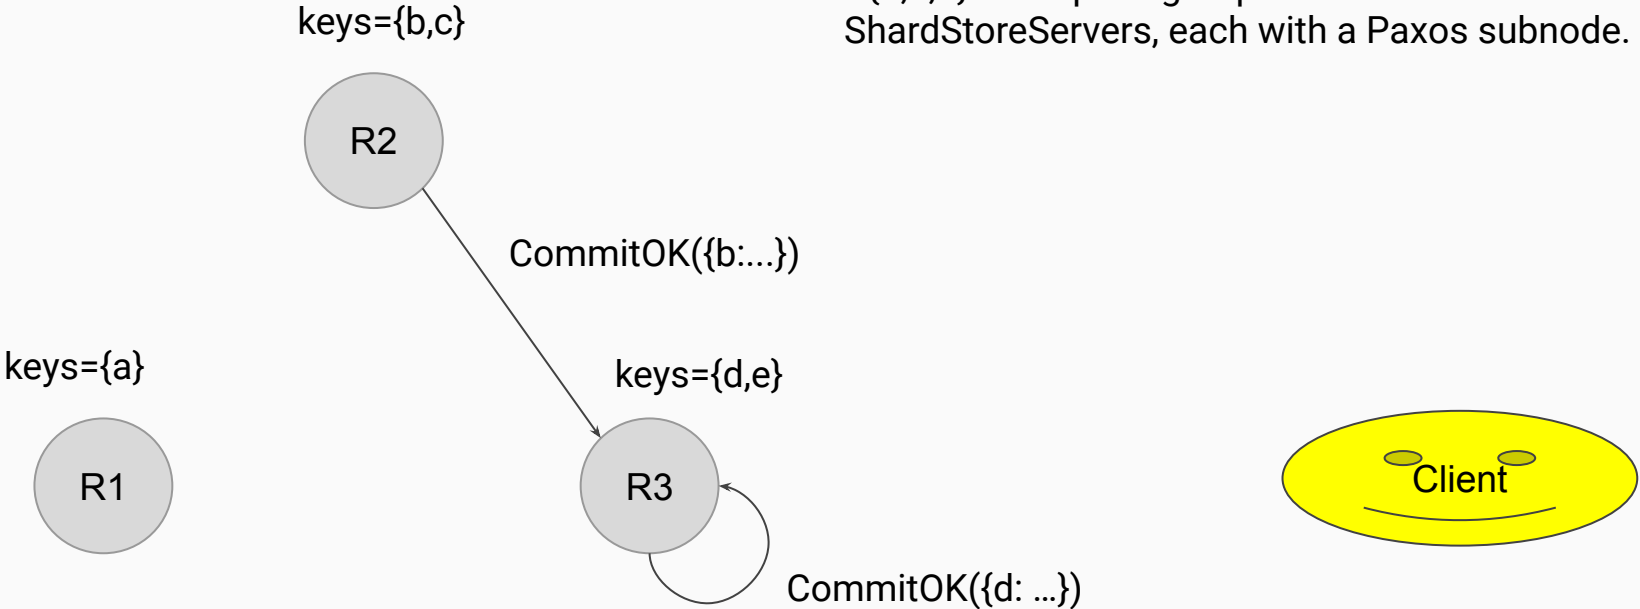 keys={b,c}
ShardStoreServers, each with a Paxos subnode.
R2
CommitOK({b:...})
keys={a}
keys={d,e}
R1
R3
Client
CommitOK({d: ...})